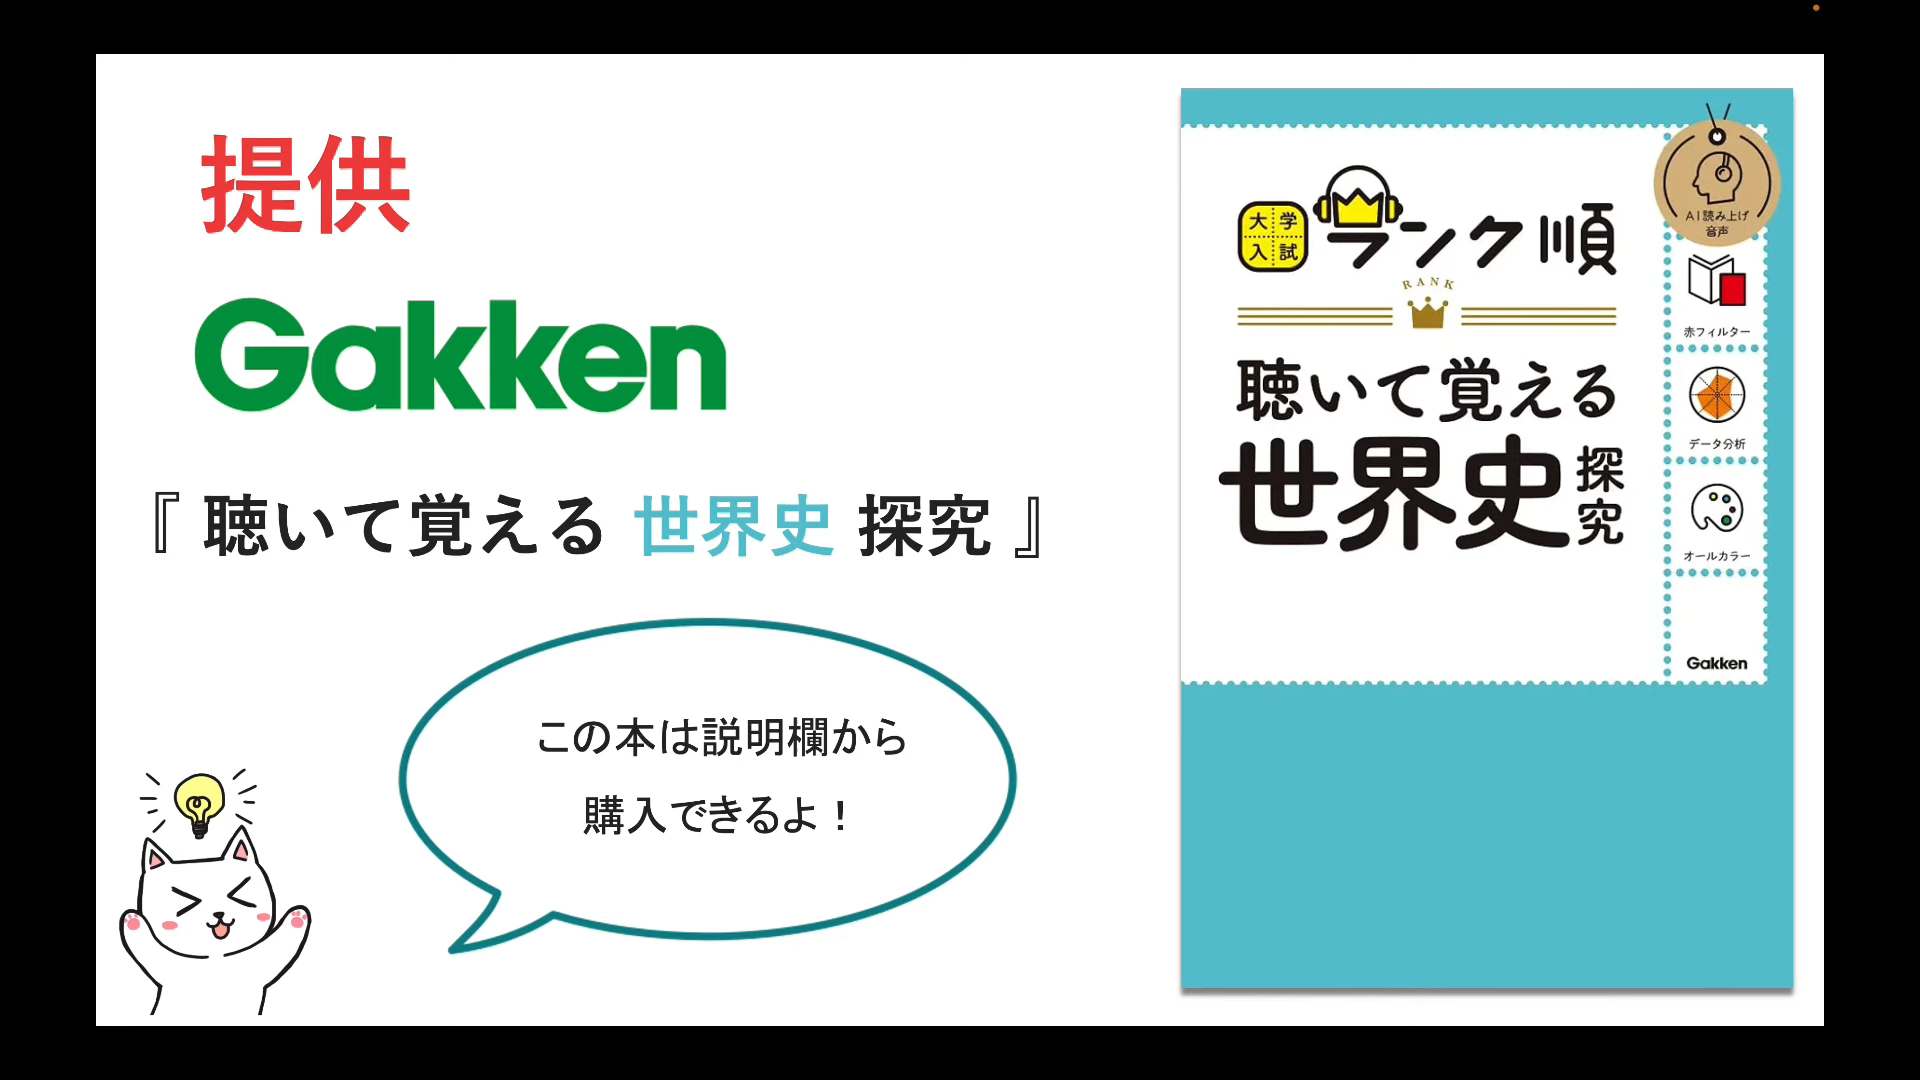 提供
Gakken
『 聴いて覚える 世界史 探究 』
この本は説明欄から
購入できるよ！
大学
入試
ランク順
RANK
聴いて覚える
世界史 探究
AI読み上げ
音声
赤フィルター
データ分析
オールカラー
Gakken